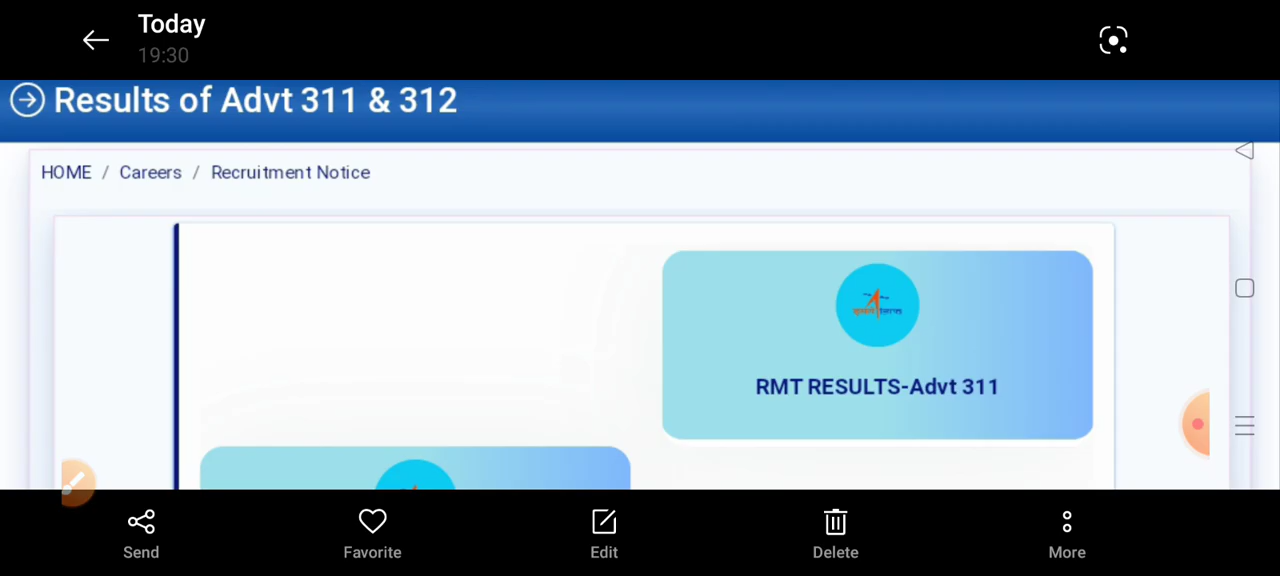 Today
19:30
Results of Advt 311 & 312
HOME / Careers / Recruitment Notice
RMT RESULTS-Advt 311
Send
Favorite
Edit
Delete
More